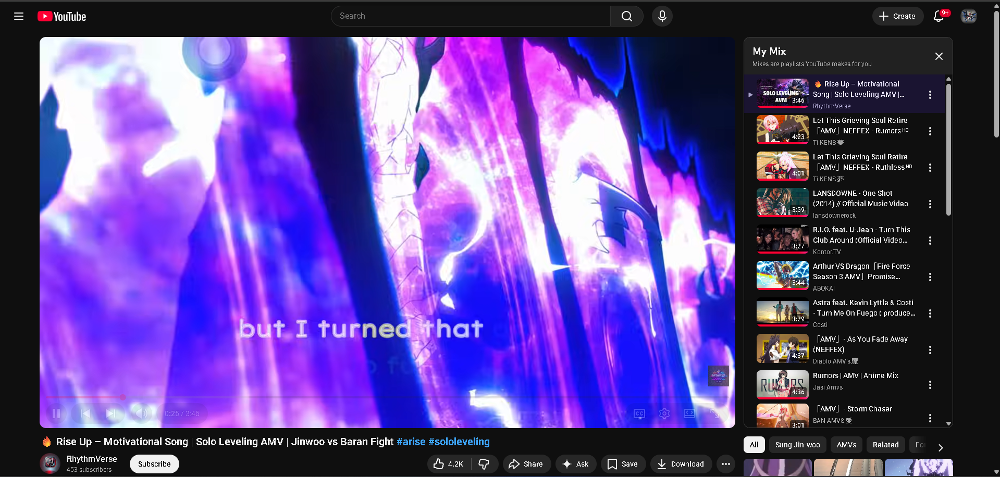 YouTube
Search
Create
9+
but I turned that
0:25 / 3:45
🔥 Rise Up – Motivational Song | Solo Leveling AMV | Jinwoo vs Baran Fight #arise #sololeveling
RhythmVerse
453 subscribers
Subscribe
4.2K
Share
Ask
Save
Download
My Mix
Mixes are playlists YouTube makes for you
SOLO LEVELING
AVM
3:46
🔥 Rise Up – Motivational
Song | Solo Leveling AMV |...
RhythmVerse
4:23
Let This Grieving Soul Retire
「AMV」NEFFEX - Rumors ᴴᴰ
Ti KENS 夢
4:01
Let This Grieving Soul Retire
「AMV」NEFFEX - Ruthless ᴴᴰ
Ti KENS 夢
3:59
LANSDOWNE - One Shot
(2014) // Official Music Video
lansdownerock
3:27
R.I.O. feat. U-Jean - Turn This
Club Around (Official Video...
Kontor.TV
3:44
Arthur VS Dragon「Fire Force
Season 3 AMV」Promise...
ABOKAI
3:29
Astra feat. Kevin Lyttle & Costi
- Turn Me On Fuego ( produce...
Costi
4:37
「AMV」- As You Fade Away
(NEFFEX)
Diablo AMV's 魔
RUMORS
4:36
Rumors | AMV | Anime Mix
Jasi Amvs
3:01
「AMV」- Storm Chaser
BAN AMVS 愛
All
Sung Jin-woo
AMVs
Related